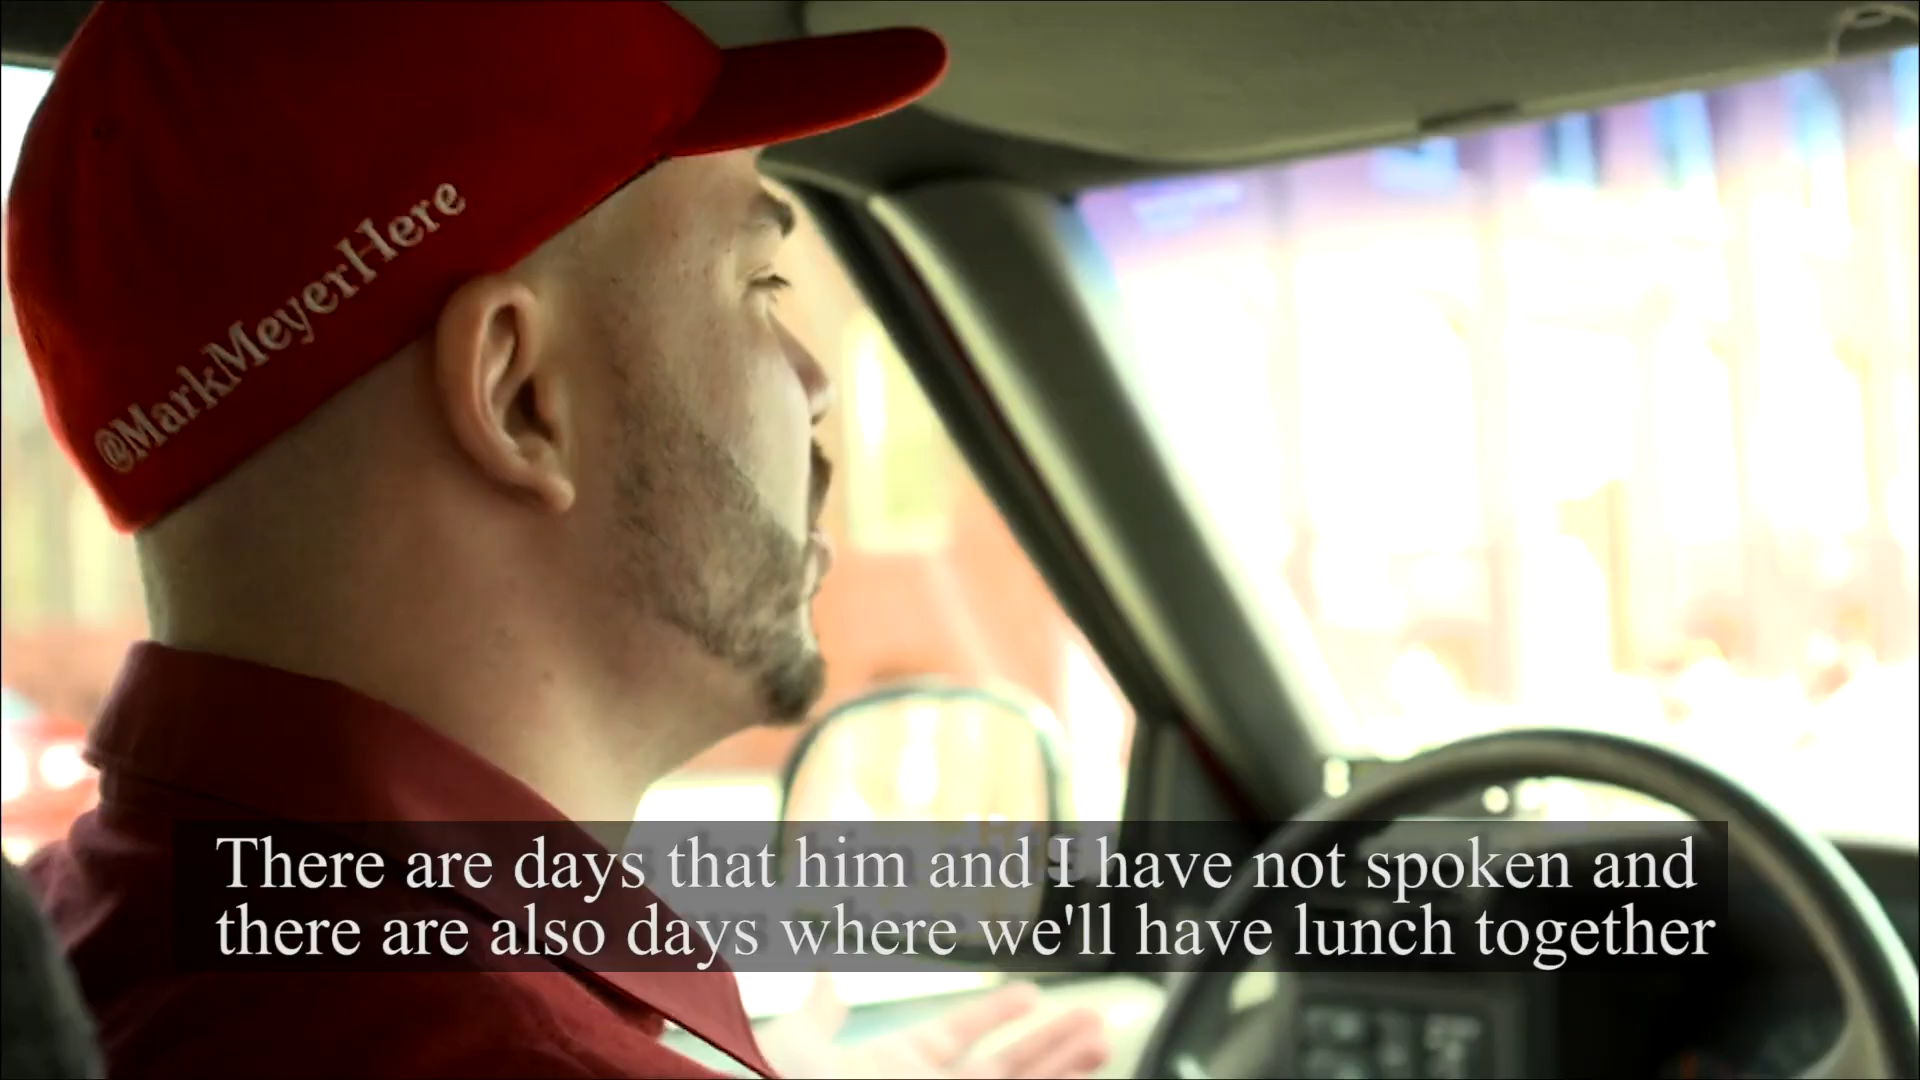 @MarkMeyerHere
There are days that him and I have not spoken and
there are also days where we'll have lunch together